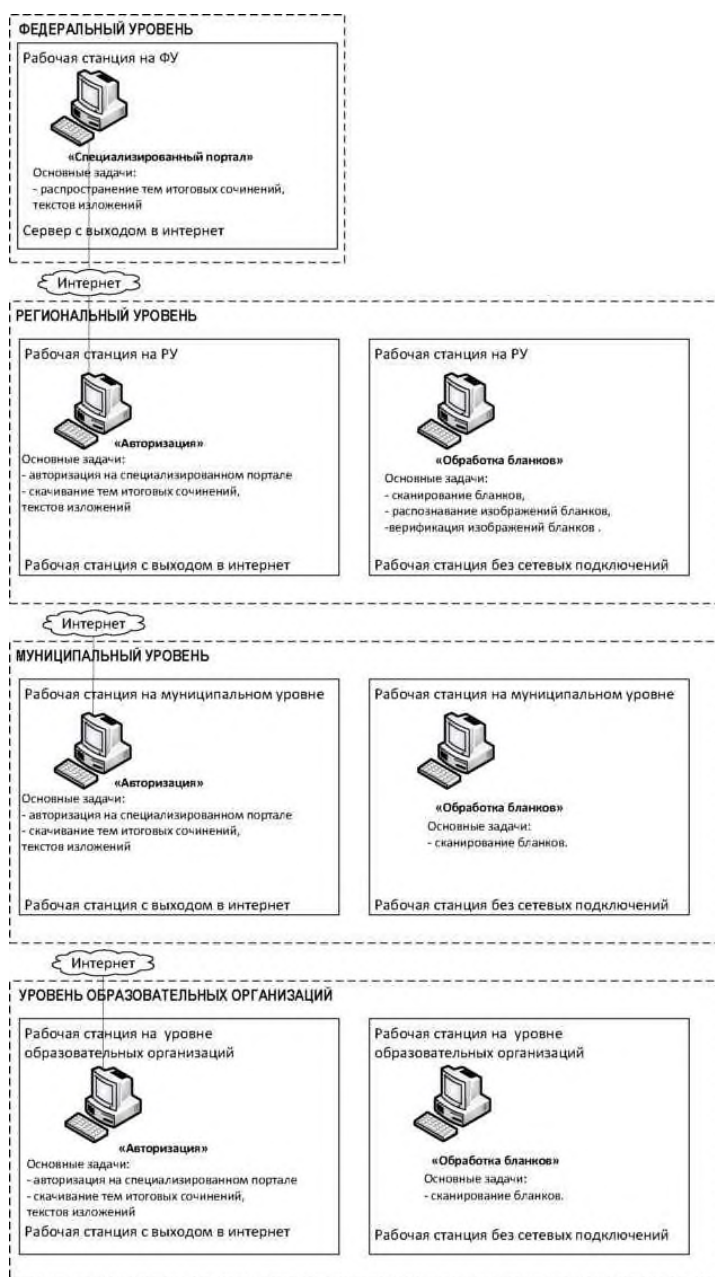 ФЕДЕРАЛЬНЫЙ УРОВЕНЬ
Рабочая станция на ФУ
«Специализированный портал»
Основные задачи:
- распространение тем итоговых сочинений,
текстов изложений
Сервер с выходом в интернет
Интернет
РЕГИОНАЛЬНЫЙ УРОВЕНЬ
Рабочая станция на РУ
«Авторизация»
Основные задачи:
- авторизация на специализированном портале
- скачивание тем итоговых сочинений,
текстов изложений
Рабочая станция с выходом в интернет
Рабочая станция на РУ
«Обработка бланков»
Основные задачи:
- сканирование бланков,
- распознавание изображений бланков,
-верификация изображений бланков .
Рабочая станция без сетевых подключений
Интернет
МУНИЦИПАЛЬНЫЙ УРОВЕНЬ
Рабочая станция на муниципальном уровне
«Авторизация»
Основные задачи:
- авторизация на специализированном портале
- скачивание тем итоговых сочинений,
текстов изложений
Рабочая станция с выходом в интернет
Рабочая станция на муниципальном уровне
«Обработка бланков»
Основные задачи:
- сканирование бланков.
Рабочая станция без сетевых подключений
Интернет
УРОВЕНЬ ОБРАЗОВАТЕЛЬНЫХ ОРГАНИЗАЦИЙ
Рабочая станция на уровне
образовательных организаций
«Авторизация»
Основные задачи:
- авторизация на специализированном портале
- скачивание тем итоговых сочинений,
текстов изложений
Рабочая станция с выходом в интернет
Рабочая станция на уровне
образовательных организаций
«Обработка бланков»
Основные задачи:
- сканирование бланков.
Рабочая станция без сетевых подключений